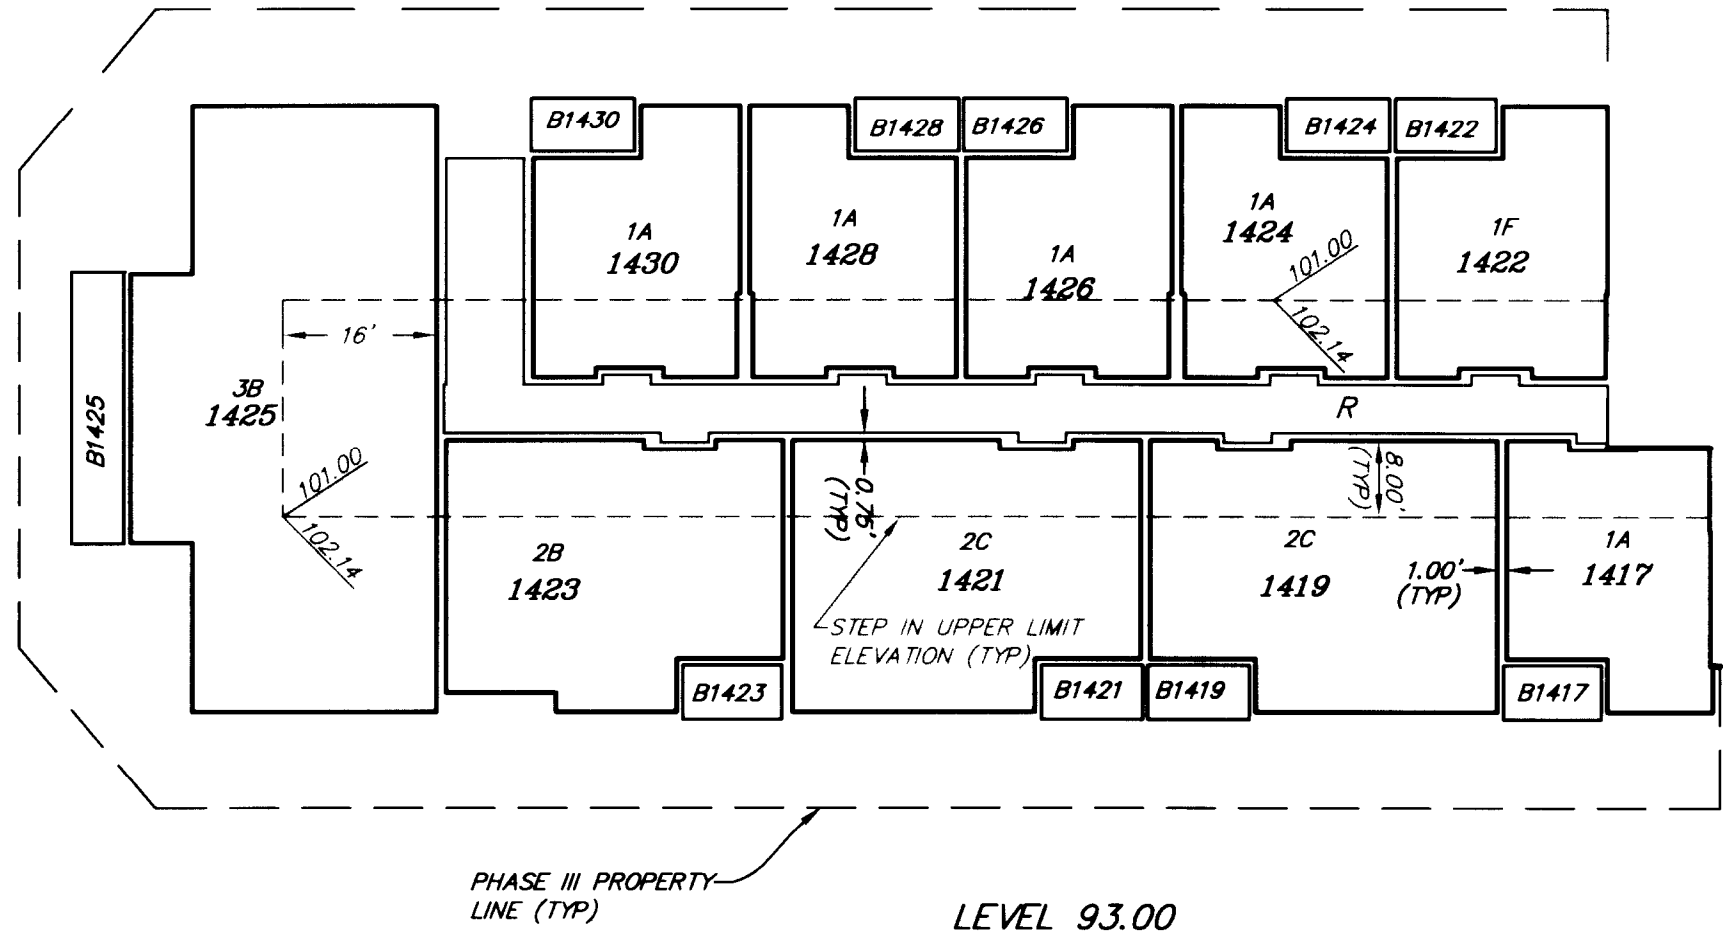 B1430
B1428
B1426
B1424
B1422
1A
1430
1A
1428
1A
1426
1A
1424
101.00
102.14
1F
1422
16'
3B
1425
B1425
101.00
102.14
R
0.75'
(TYP)
8.00'
(TYP)
2B
1423
2C
1421
2C
1419
1.00'
(TYP)
1A
1417
STEP IN UPPER LIMIT
ELEVATION (TYP)
B1423
B1421
B1419
B1417
PHASE III PROPERTY
LINE (TYP)
LEVEL 93.00